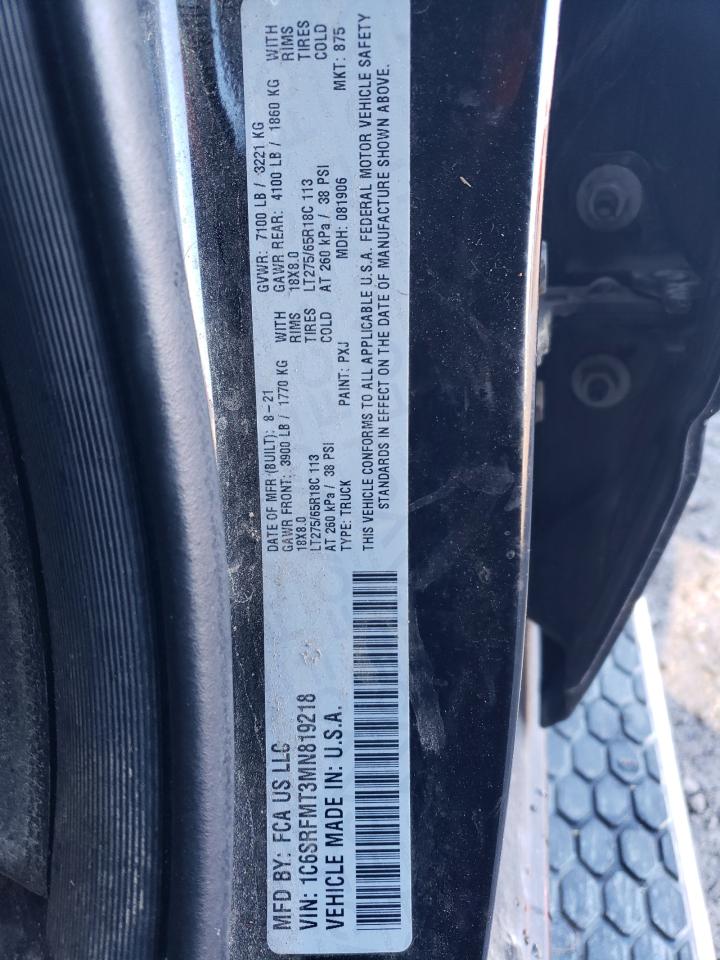 MFD BY: FCA US LLC
VIN: 1C6SRFMT3MN819218
VEHICLE MADE IN: U.S.A.
DATE OF MFR (BUILT): 8-21
GVWR: 7100 LB / 3221 KG
GAWR FRONT: 3900 LB / 1770 KG WITH
GAWR REAR: 4100 LB / 1860 KG WITH
18X8.0 RIMS
18X8.0 RIMS
LT275/65R18C 113 TIRES
LT275/65R18C 113 TIRES
AT 260 kPa / 38 PSI COLD
AT 260 kPa / 38 PSI COLD
TYPE: TRUCK PAINT: PXJ MDH: 081906 MKT: 875
THIS VEHICLE CONFORMS TO ALL APPLICABLE U.S.A. FEDERAL MOTOR VEHICLE SAFETY
STANDARDS IN EFFECT ON THE DATE OF MANUFACTURE SHOWN ABOVE.